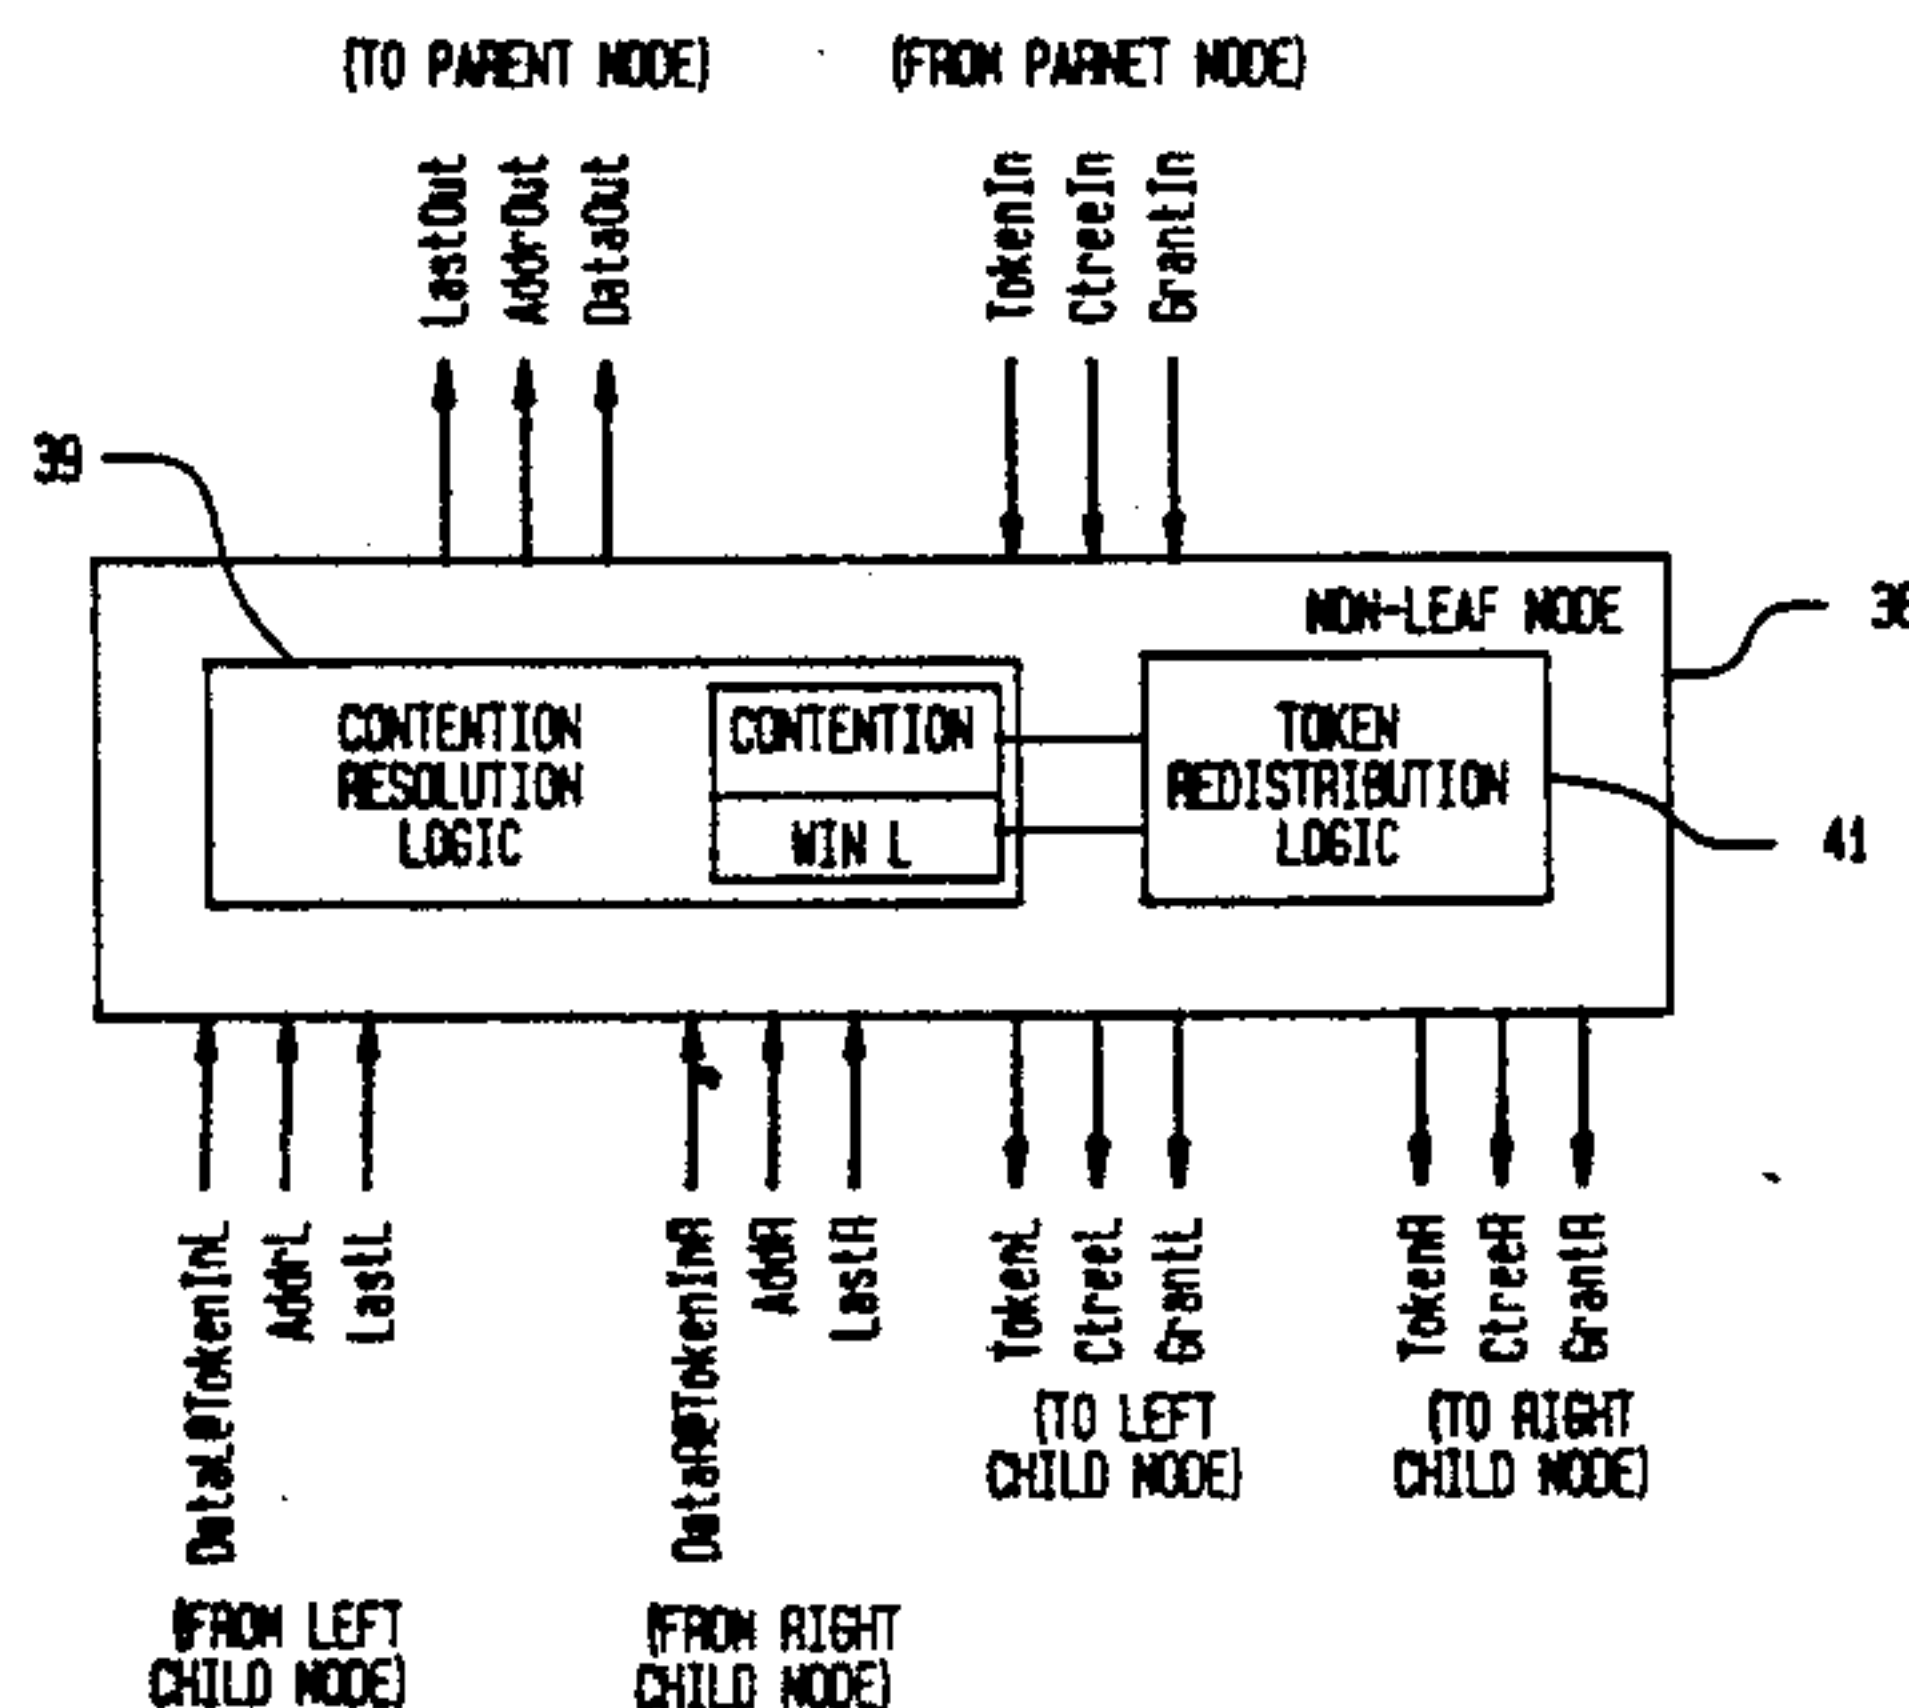 (TO PARENT NODE)
(FROM PARNET NODE)
LastOut
AddrOut
DataOut
TokenIn
CtreeIn
GrantIn
39
NON-LEAF NODE
CONTENTION
RESOLUTION
LOGIC
CONTENTION
WIN L
TOKEN
REDISTRIBUTION
LOGIC
41
DataL@TokenInL
AddrL
LastL
DataR@TokenInR
AddR
LastR
TokenL
CtreeL
GrantL
TokenR
CtreeR
GrantR
(TO LEFT
CHILD NODE)
(TO RIGHT
CHILD NODE)
(FROM LEFT
CHILD NODE)
(FROM RIGHT
CHILD NODE)